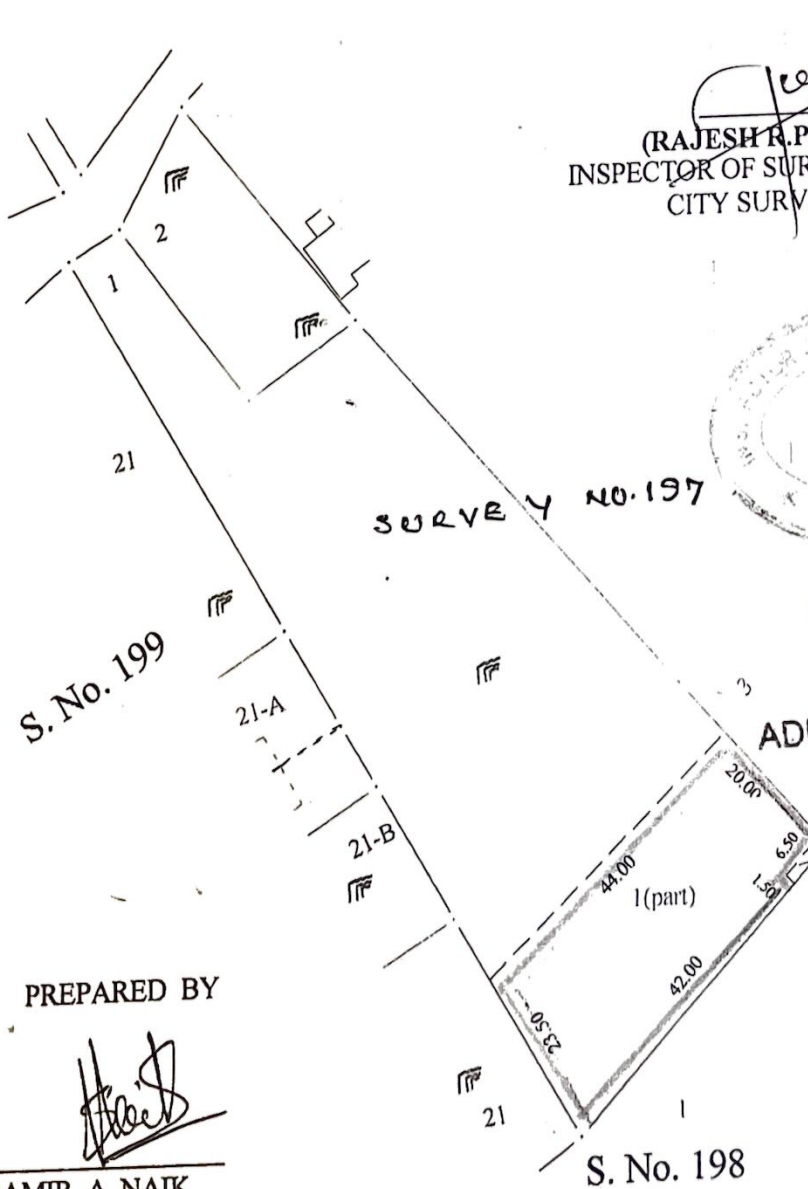 (RAJESH R.P
INSPECTOR OF SUR
CITY SURV
2
1
21
SURVEY NO.197
S. No. 199
21-A
3
ADI
20.00
21-B
6.50
44.00
1.50
1(part)
42.00
23.50
PREPARED BY
21
1
S. No. 198
AMIR A NAIK